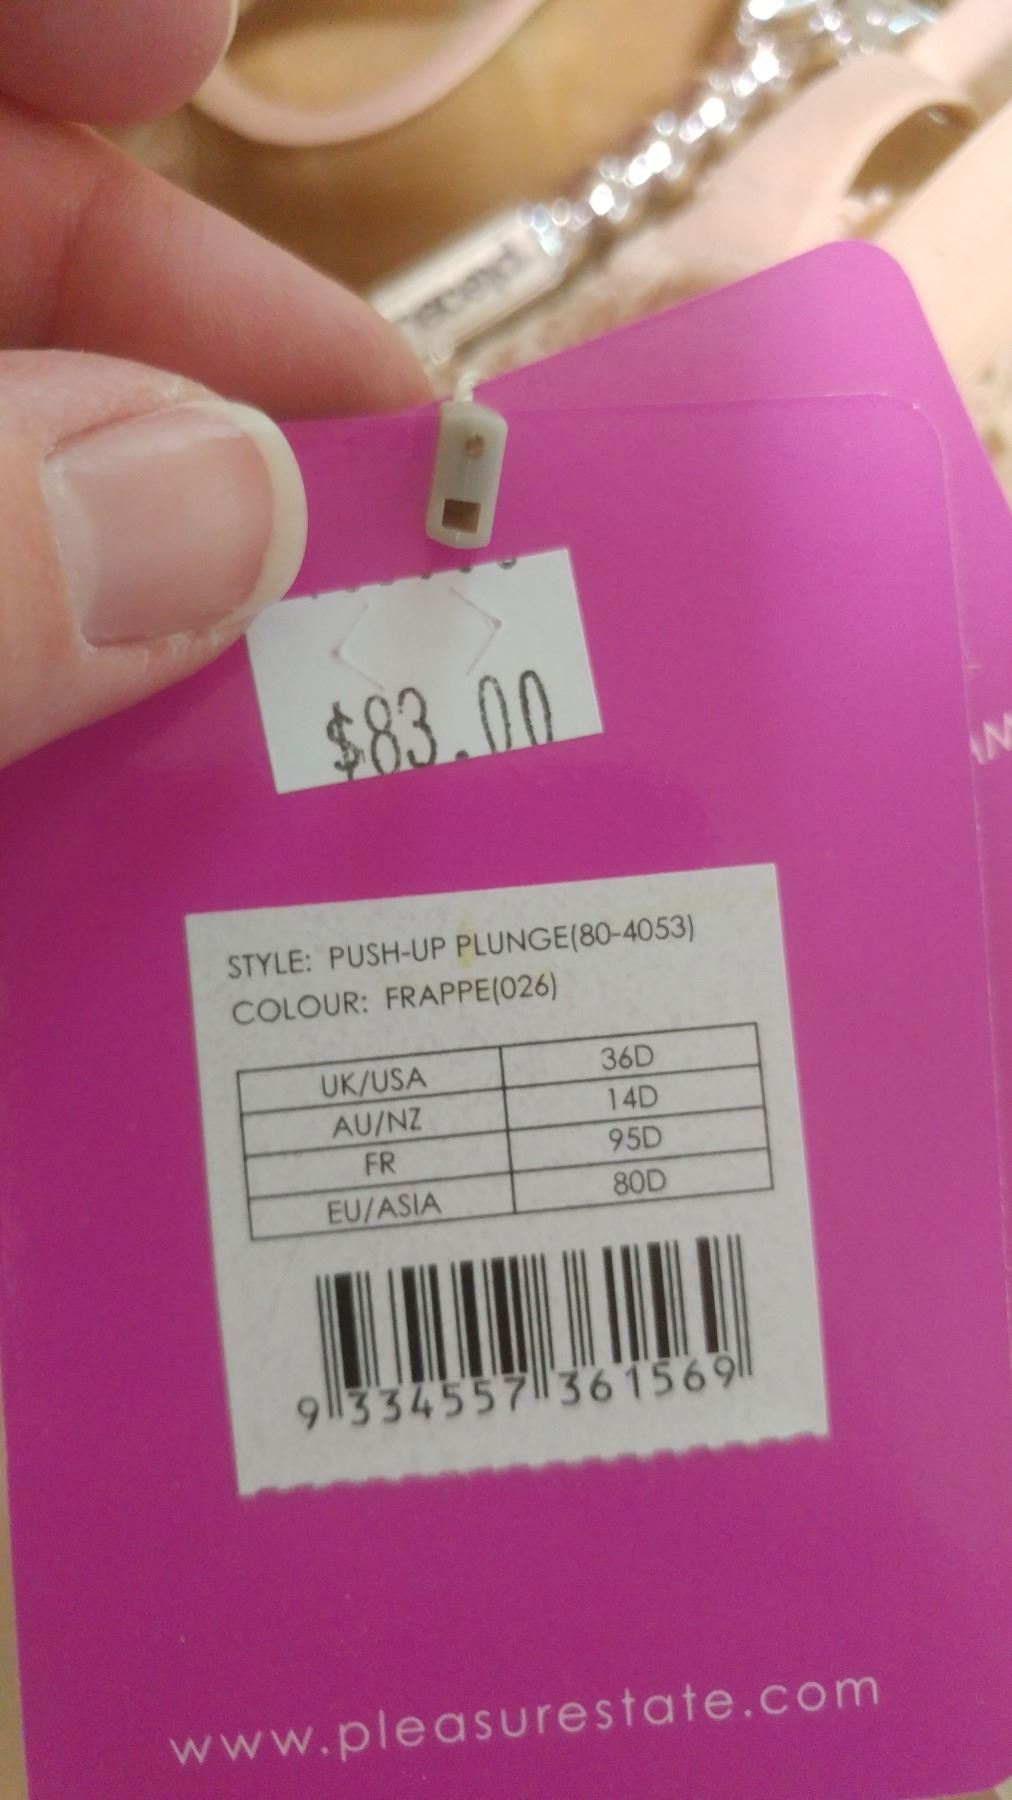 $83.00
STYLE: PUSH-UP PLUNGE(80-4053)
COLOUR: FRAPPE(026)
UK/USA 36D
AU/NZ 14D
FR 95D
EU/ASIA 80D
9 334557 361569
www.pleasurestate.com